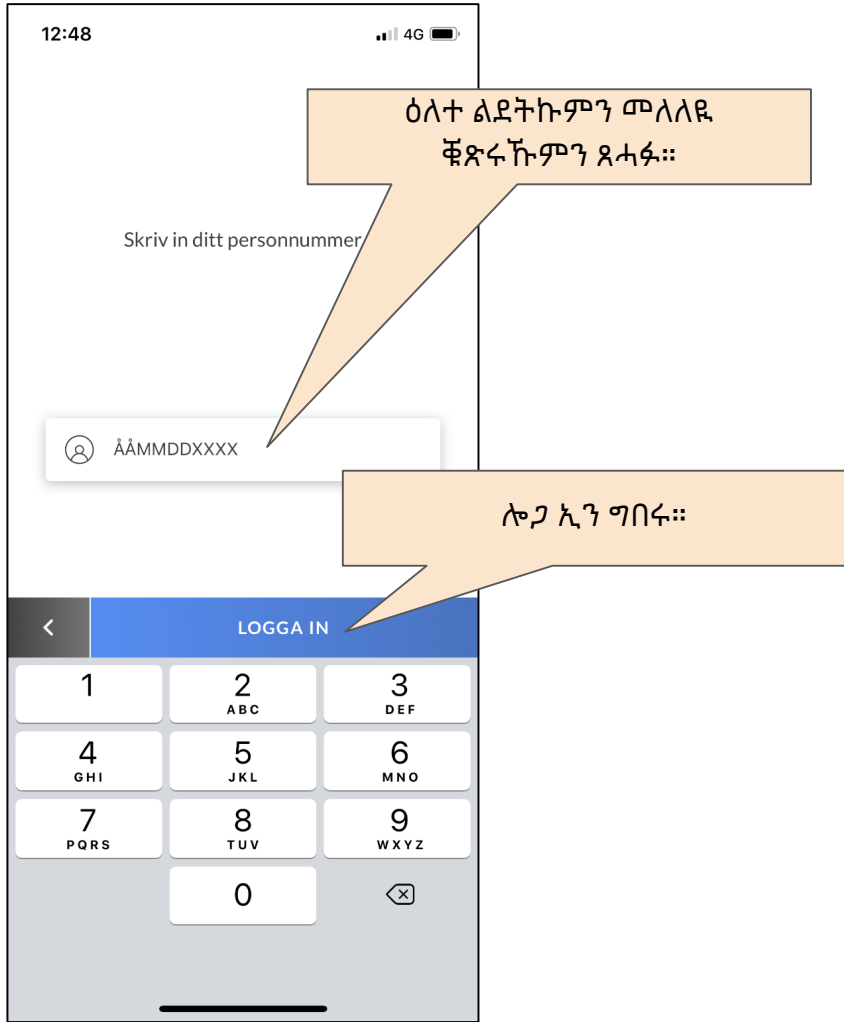 12:48
4G
ዕለተ ልደትኩምን መለለዪ
ቑጽሩኹምን ጸሓፉ።
Skriv in ditt personnummer
ÅÅMMDDXXXX
ሎጋ ኢን ግበሩ።
LOGGA IN
1
2
3
ABC
DEF
4
5
6
GHI
JKL
MNO
7
8
9
PQRS
TUV
WXYZ
0